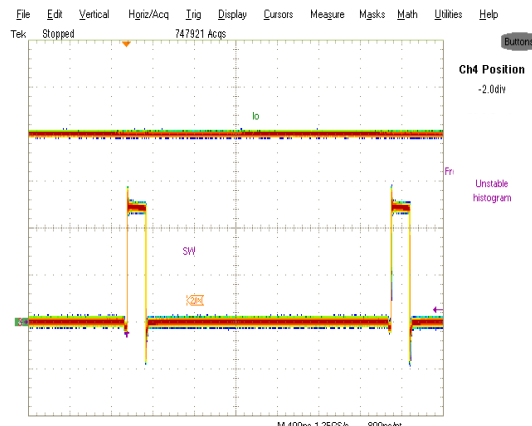 File Edit Vertical Horiz/Acq Trig Display Cursors Measure Masks Math Utilities Help
Tek Stopped 747921 Acqs
Buttons
Ch4 Position
-2.0div
Io
Unstable
histogram
SW